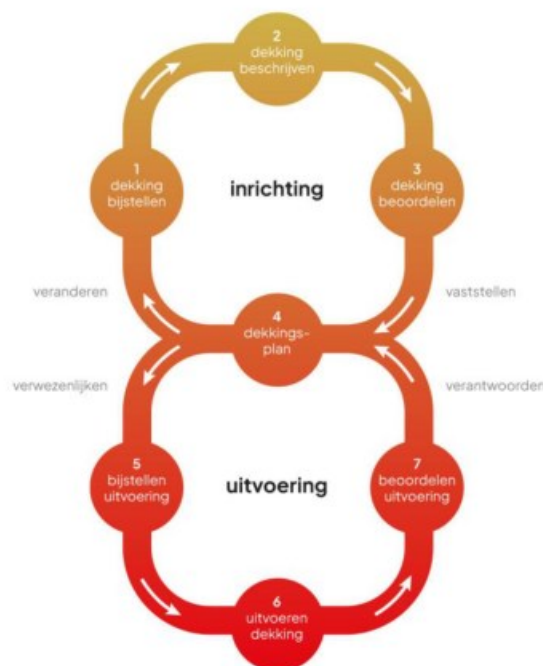 2
dekking
beschrijven
1
dekking
bijstellen
inrichting
3
dekking
beoordelen
veranderen
vaststellen
4
dekkings-
plan
verwezenlijken
verantwoorden
5
bijstellen
uitvoering
uitvoering
7
beoordelen
uitvoering
6
uitvoeren
dekking